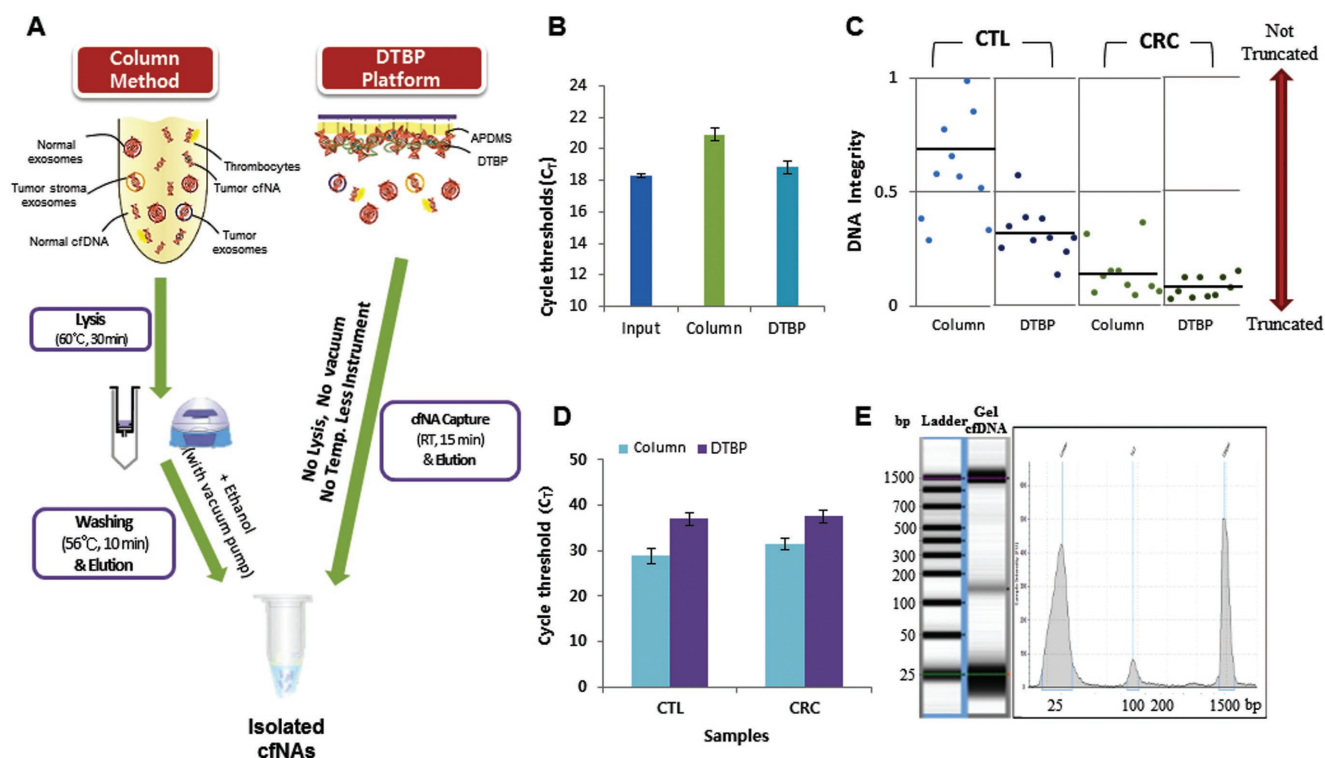 A
Column
Method
DTBP
Platform
Normal
exosomes
Tumor stroma
exosomes
Normal cfDNA
Thrombocytes
Tumor cfNA
Tumor
exosomes
APDMS
DTBP
Lysis
(60°C, 30 min)
+ Ethanol
(with vacuum pump)
Washing
(56°C, 10 min)
& Elution
No Lysis, No vacuum
No Temp. Less Instrument
cfNA Capture
(RT, 15 min)
& Elution
Isolated
cfNAs
B
Cycle thresholds (CT)
24
22
20
18
16
14
12
10
Input
Column
DTBP
C
CTL
CRC
Not
Truncated
DNA Integrity
1
0.5
0
Column
DTBP
Column
DTBP
Truncated
D
Column
DTBP
Cycle threshold (CT)
50
40
30
20
10
0
CTL
CRC
Samples
E
bp
Ladder
Gel
cfDNA
1500
700
500
300
200
100
50
25
25
100
200
1500
bp